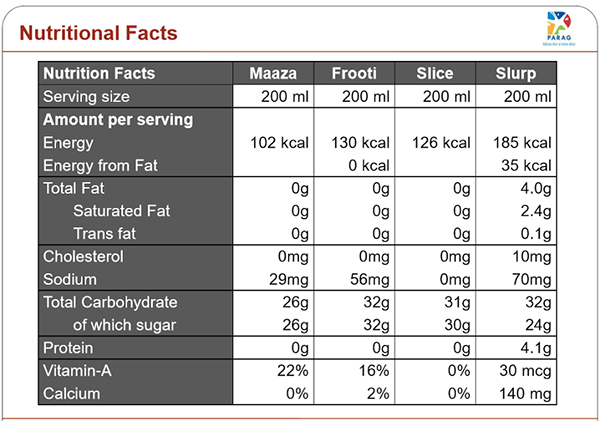 Nutritional Facts
PARAG
Nutrition Facts Maaza Frooti Slice Slurp
Serving size 200 ml 200 ml 200 ml 200 ml
Amount per serving
Energy 102 kcal 130 kcal 126 kcal 185 kcal
Energy from Fat 0 kcal 35 kcal
Total Fat 0g 0g 0g 4.0g
Saturated Fat 0g 0g 0g 2.4g
Trans fat 0g 0g 0g 0.1g
Cholesterol 0mg 0mg 0mg 10mg
Sodium 29mg 56mg 0mg 70mg
Total Carbohydrate 26g 32g 31g 32g
of which sugar 26g 32g 30g 24g
Protein 0g 0g 0g 4.1g
Vitamin-A 22% 16% 0% 30 mcg
Calcium 0% 2% 0% 140 mg